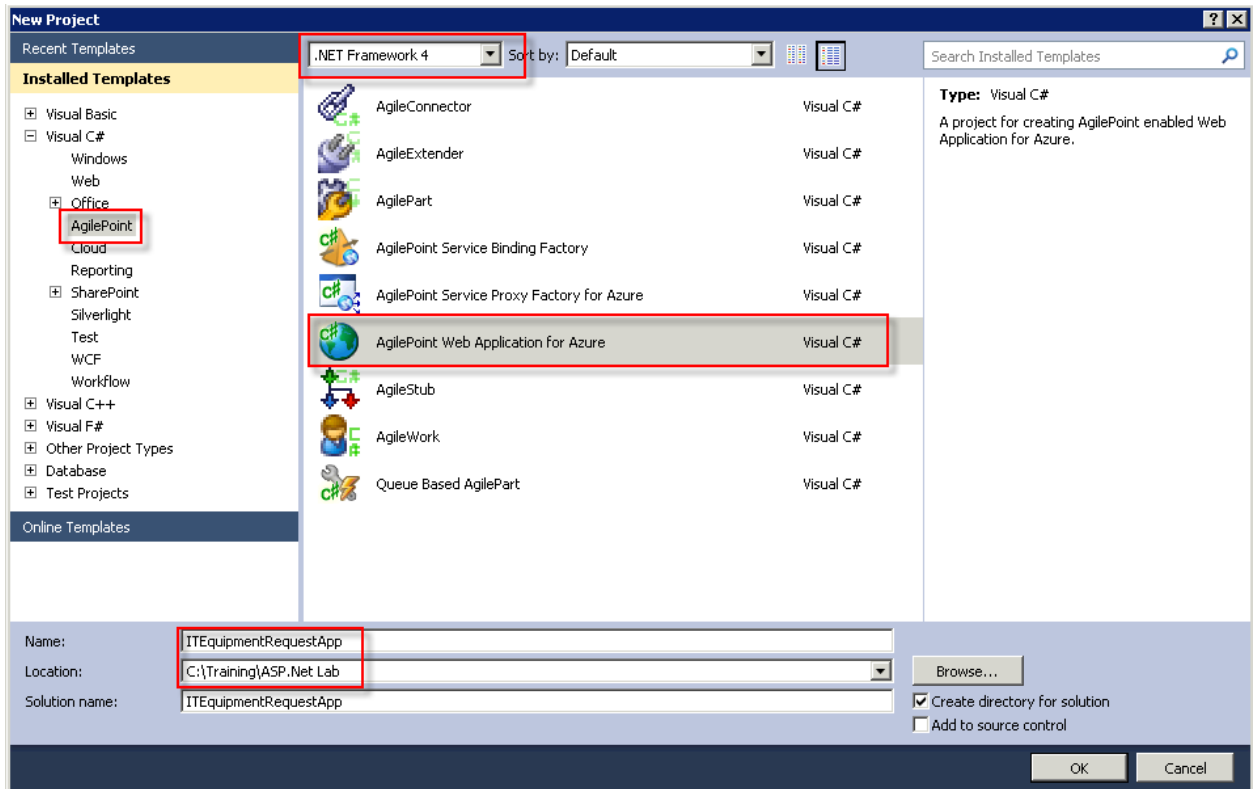 New Project
Recent Templates
Installed Templates
Visual Basic
Visual C#
Windows
Web
Office
AgilePoint
Cloud
Reporting
SharePoint
Silverlight
Test
WCF
Workflow
Visual C++
Visual F#
Other Project Types
Database
Test Projects
Online Templates
.NET Framework 4 Sort by: Default
AgileConnector Visual C#
AgileExtender Visual C#
AgilePart Visual C#
AgilePoint Service Binding Factory Visual C#
AgilePoint Service Proxy Factory for Azure Visual C#
AgilePoint Web Application for Azure Visual C#
AgileStub Visual C#
AgileWork Visual C#
Queue Based AgilePart Visual C#
Search Installed Templates
Type: Visual C#
A project for creating AgilePoint enabled Web
Application for Azure.
Name: ITEquipmentRequestApp
Location: C:\Training\ASP.Net Lab
Browse...
Solution name: ITEquipmentRequestApp
Create directory for solution
Add to source control
OK Cancel